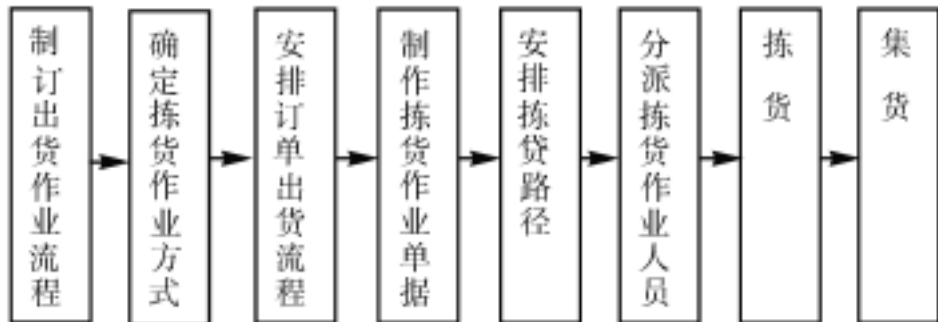 制订出货作业流程
确定拣货作业方式
安排订单出货流程
制作拣货作业单据
安排拣贷路径
分派拣货作业人员
拣货
集货